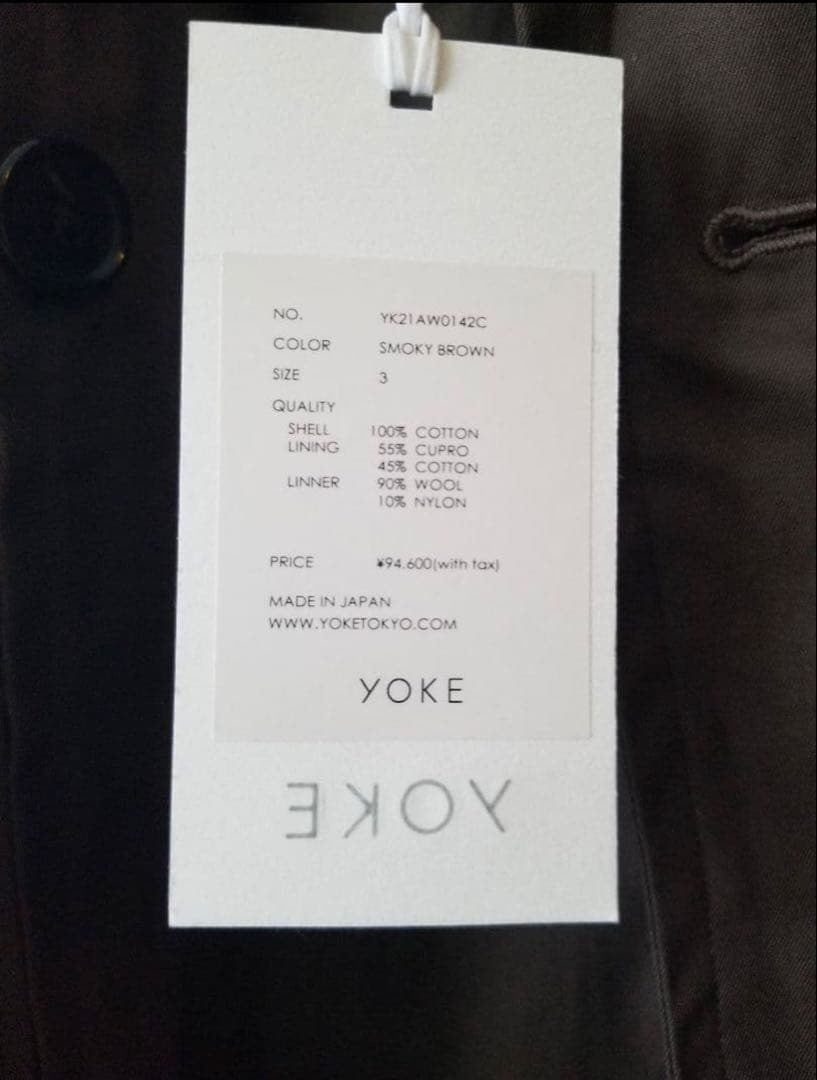 NO. YK21AW0142C
COLOR SMOKY BROWN
SIZE 3
QUALITY
SHELL 100% COTTON
LINING 55% CUPRO
45% COTTON
LINNER 90% WOOL
10% NYLON
PRICE ¥94.600(with tax)
MADE IN JAPAN
WWW.YOKETOKYO.COM
YOKE
YOKE